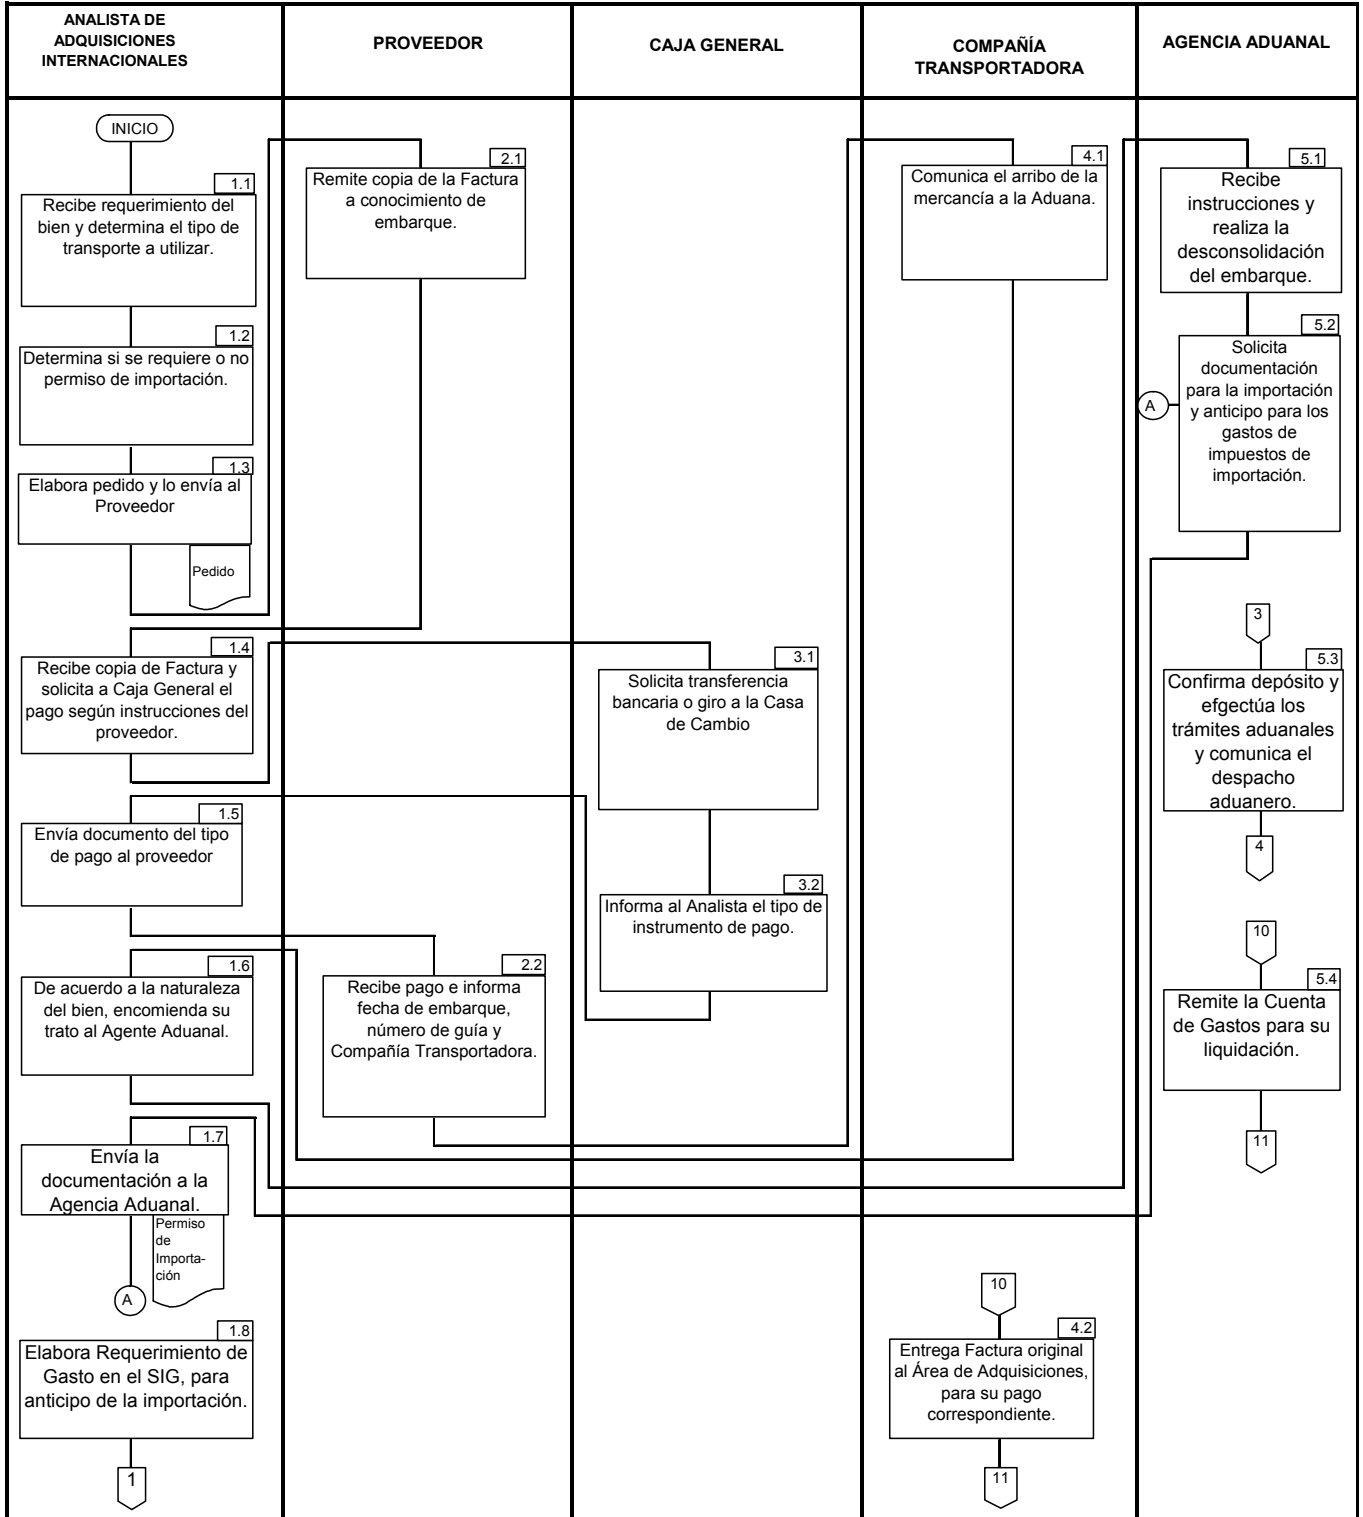 ANALISTA DE
ADQUISICIONES
INTERNACIONALES
PROVEEDOR
CAJA GENERAL
COMPAÑÍA
TRANSPORTADORA
AGENCIA ADUANAL
INICIO
1.1
Recibe requerimiento del
bien y determina el tipo de
transporte a utilizar.
1.2
Determina si se requiere o no
permiso de importación.
1.3
Elabora pedido y lo envía al
Proveedor
Pedido
1.4
Recibe copia de Factura y
solicita a Caja General el
pago según instrucciones del
proveedor.
1.5
Envía documento del tipo
de pago al proveedor
1.6
De acuerdo a la naturaleza
del bien, encomienda su
trato al Agente Aduanal.
1.7
Envía la
documentación a la
Agencia Aduanal.
Permiso
de
Importa-
ción
A
1.8
Elabora Requerimiento de
Gasto en el SIG, para
anticipo de la importación.
1
2.1
Remite copia de la Factura
a conocimiento de
embarque.
2.2
Recibe pago e informa
fecha de embarque,
número de guía y
Compañía Transportadora.
3.1
Solicita transferencia
bancaria o giro a la Casa
de Cambio
3.2
Informa al Analista el tipo de
instrumento de pago.
4.1
Comunica el arribo de la
mercancía a la Aduana.
10
4.2
Entrega Factura original
al Área de Adquisiciones,
para su pago
correspondiente.
11
5.1
Recibe
instrucciones y
realiza la
desconsolidación
del embarque.
5.2
Solicita
documentación
para la importación
y anticipo para los
gastos de
impuestos de
importación.
A
3
5.3
Confirma depósito y
efgectúa los
trámites aduanales
y comunica el
despacho
aduanero.
4
10
5.4
Remite la Cuenta
de Gastos para su
liquidación.
11